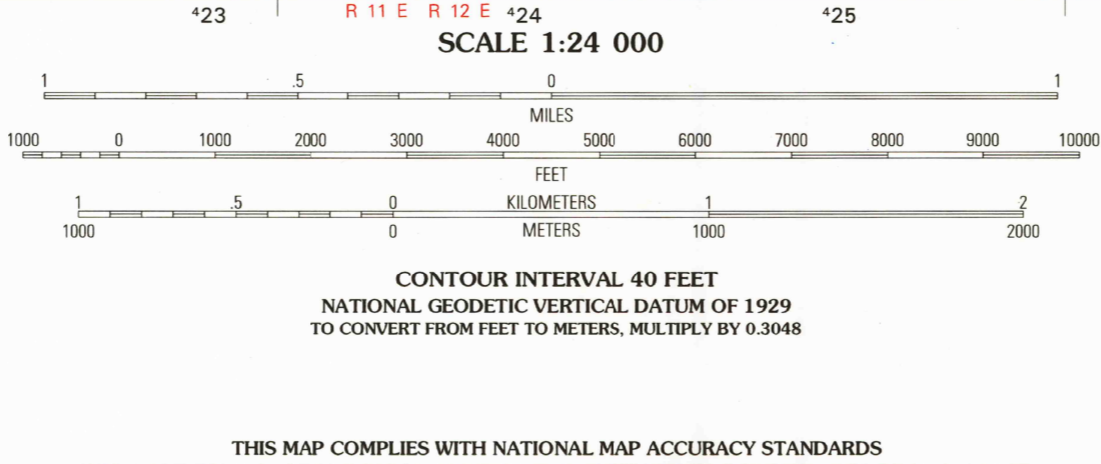 ⁴23 R 11 E R 12 E ⁴24 ⁴25
SCALE 1:24 000
1 .5 0 1
MILES
1000 0 1000 2000 3000 4000 5000 6000 7000 8000 9000 10000
FEET
1 .5 0 KILOMETERS 1 2
1000 0 METERS 1000 2000
CONTOUR INTERVAL 40 FEET
NATIONAL GEODETIC VERTICAL DATUM OF 1929
TO CONVERT FROM FEET TO METERS, MULTIPLY BY 0.3048
THIS MAP COMPLIES WITH NATIONAL MAP ACCURACY STANDARDS